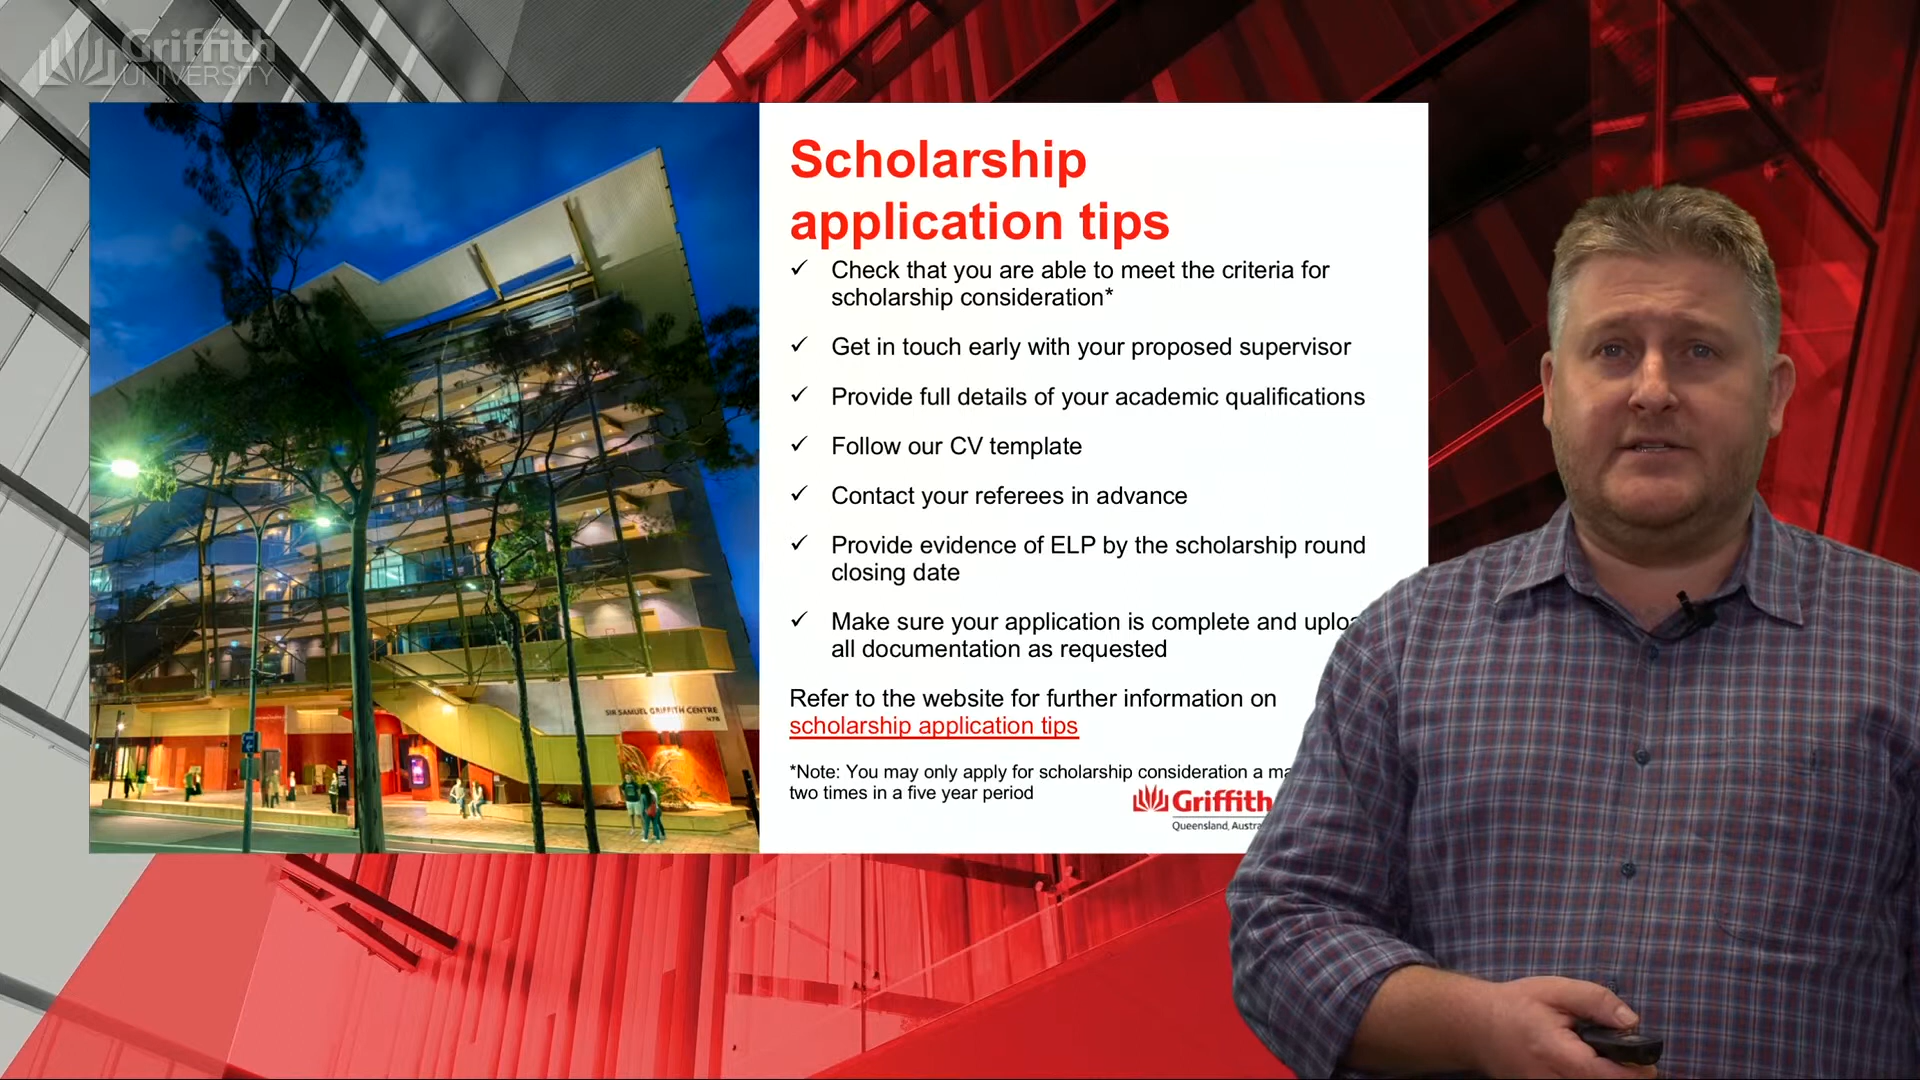 Griffith
UNIVERSITY
Scholarship
application tips
✓ Check that you are able to meet the criteria for
scholarship consideration*
✓ Get in touch early with your proposed supervisor
✓ Provide full details of your academic qualifications
✓ Follow our CV template
✓ Contact your referees in advance
✓ Provide evidence of ELP by the scholarship round
closing date
✓ Make sure your application is complete and
all documentation as requested
Refer to the website for further information on
scholarship application tips
*Note: You may only apply for scholarship consideration a
two times in a five year period
Griffith
Queensland,
SIR SAMUEL GRIFFITH CENTRE
N78